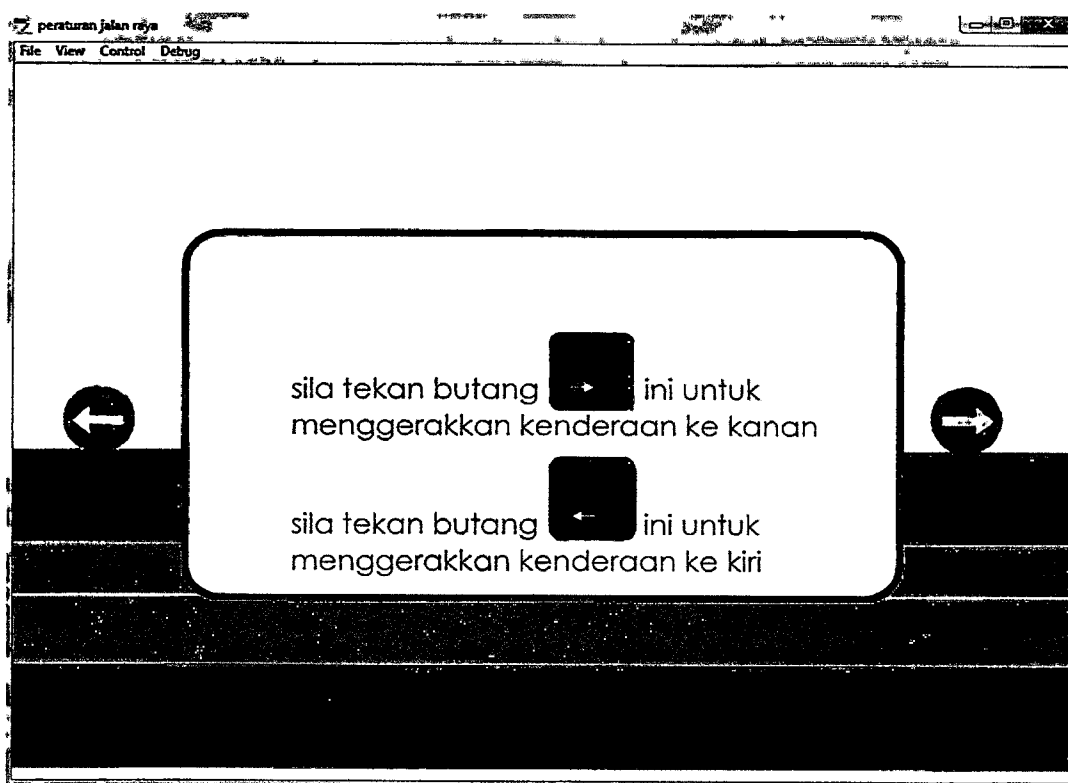 peraturan jalan raya
File View Control Debug
sila tekan butang → ini untuk
menggerakkan kenderaan ke kanan
sila tekan butang ← ini untuk
menggerakkan kenderaan ke kiri